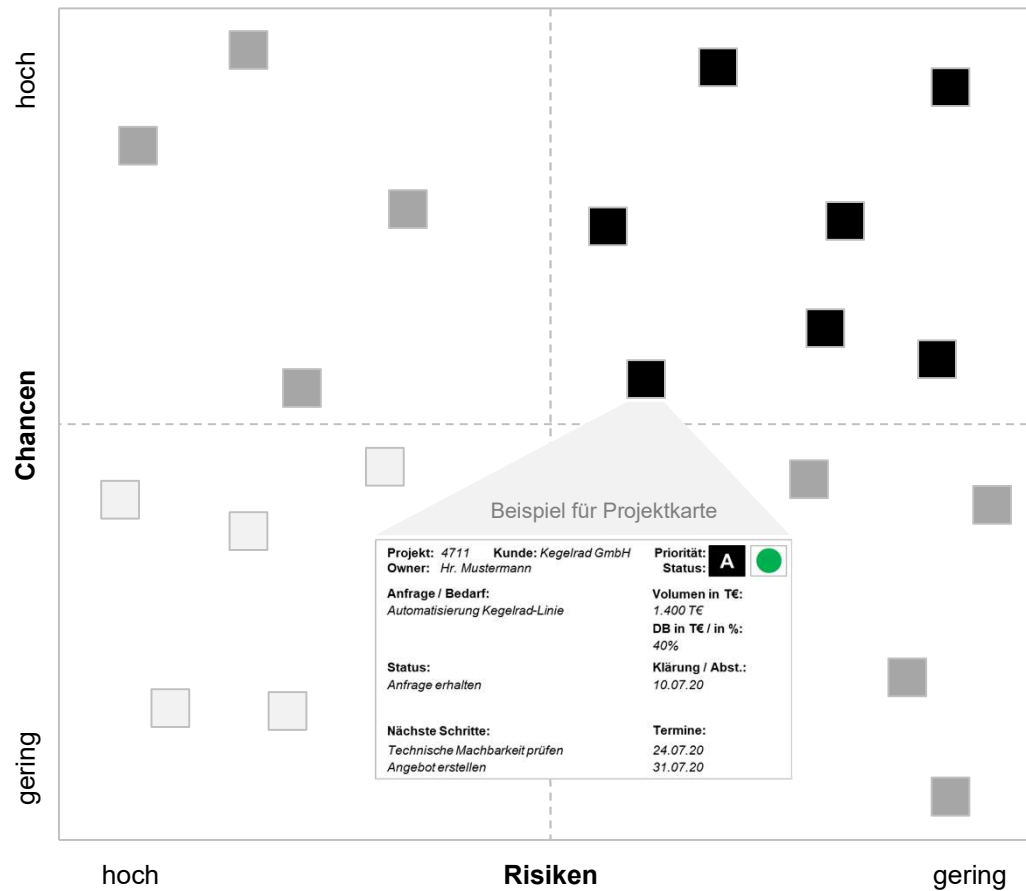 hoch
Chancen
gering
Beispiel für Projektkarte
Projekt: 4711 Kunde: Kegelrad GmbH Priorität: A
Owner: Hr. Mustermann Status:
Anfrage / Bedarf: Volumen in T€:
Automatisierung Kegelrad-Linie 1.400 T€
DB in T€ / in %:
40%
Status: Klärung / Abst.:
Anfrage erhalten 10.07.20
Nächste Schritte: Termine:
Technische Machbarkeit prüfen 24.07.20
Angebot erstellen 31.07.20
hoch Risiken gering